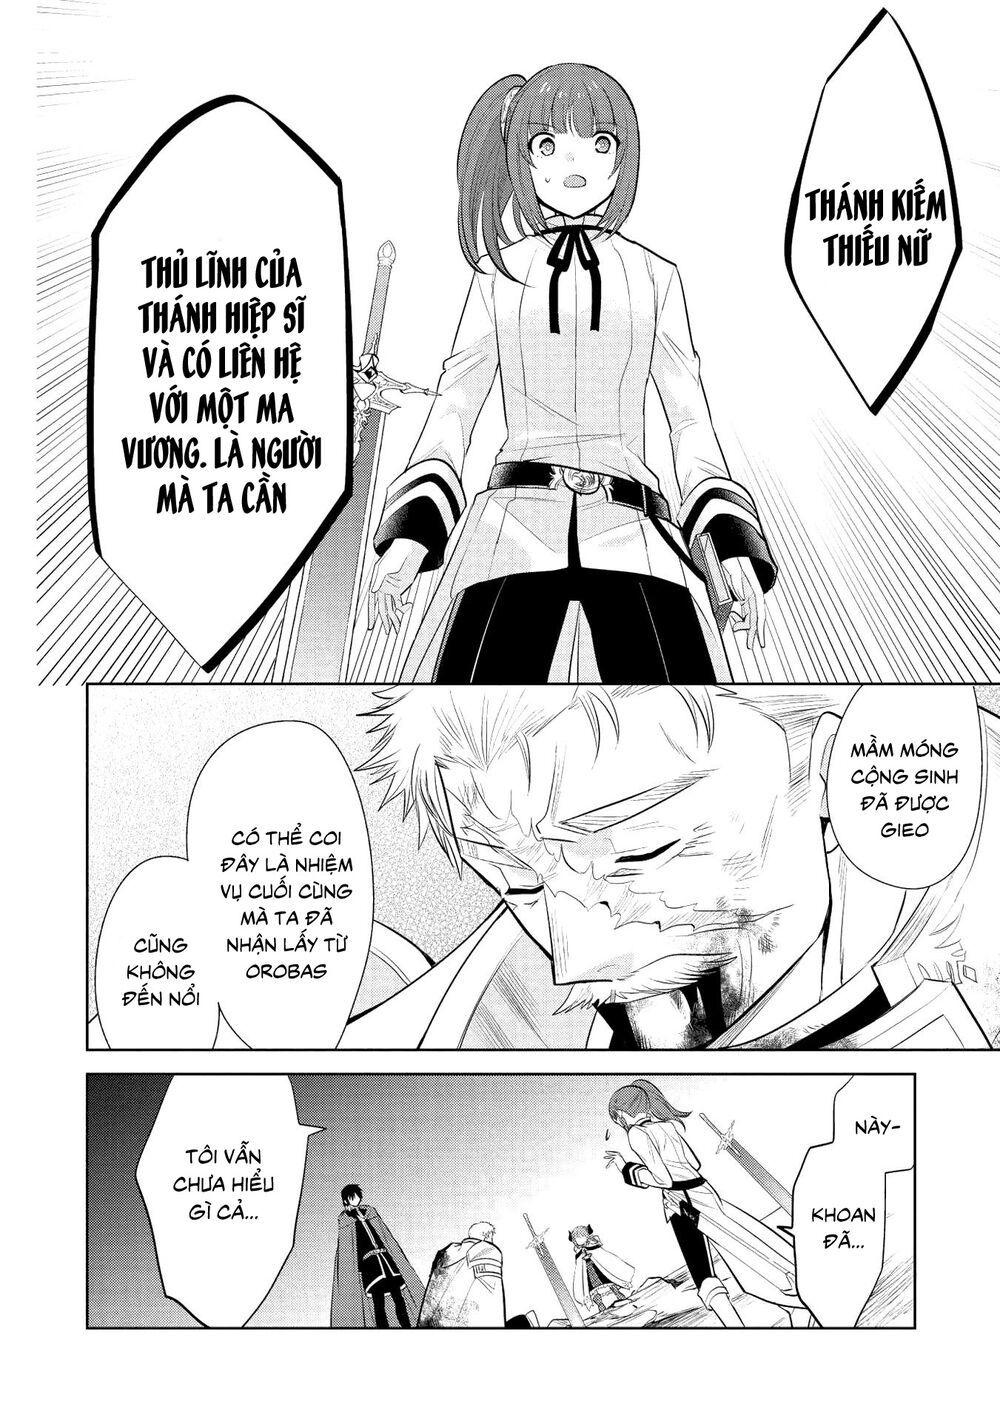 THÁNH KIẾM
THIẾU NỮ
THỦ LĨNH CỦA
THÁNH HIỆP SĨ
VÀ CÓ LIÊN HỆ
VỚI MỘT MA
VƯƠNG. LÀ NGƯỜI
MÀ TA CẦN
MẦM MÓNG
CỘNG SINH
ĐÃ ĐƯỢC
GIEO
CÓ THỂ COI
ĐÂY LÀ NHIỆM
VỤ CUỐI CÙNG
MÀ TA ĐÃ
NHẬN LẤY TỪ
OROBAS
CŨNG
KHÔNG
ĐẾN NỔI
NÀY-
KHOAN
ĐÃ...
TÔI VẪN
CHƯA HIỂU
GÌ CẢ...